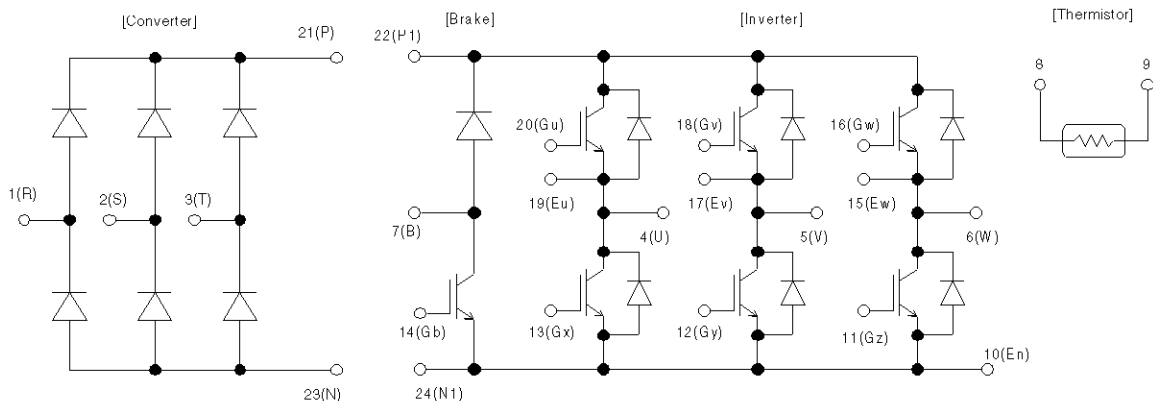 [Converter]
[Brake]
[Inverter]
[Thermistor]
21(P)
22(P1)
8
9
20(Gu)
18(Gv)
16(Gw)
1(R)
2(S)
3(T)
19(Eu)
17(Ev)
15(Ew)
7(B)
4(U)
5(V)
6(W)
14(Gb)
13(Gx)
12(Gy)
11(Gz)
10(En)
23(N)
24(N1)